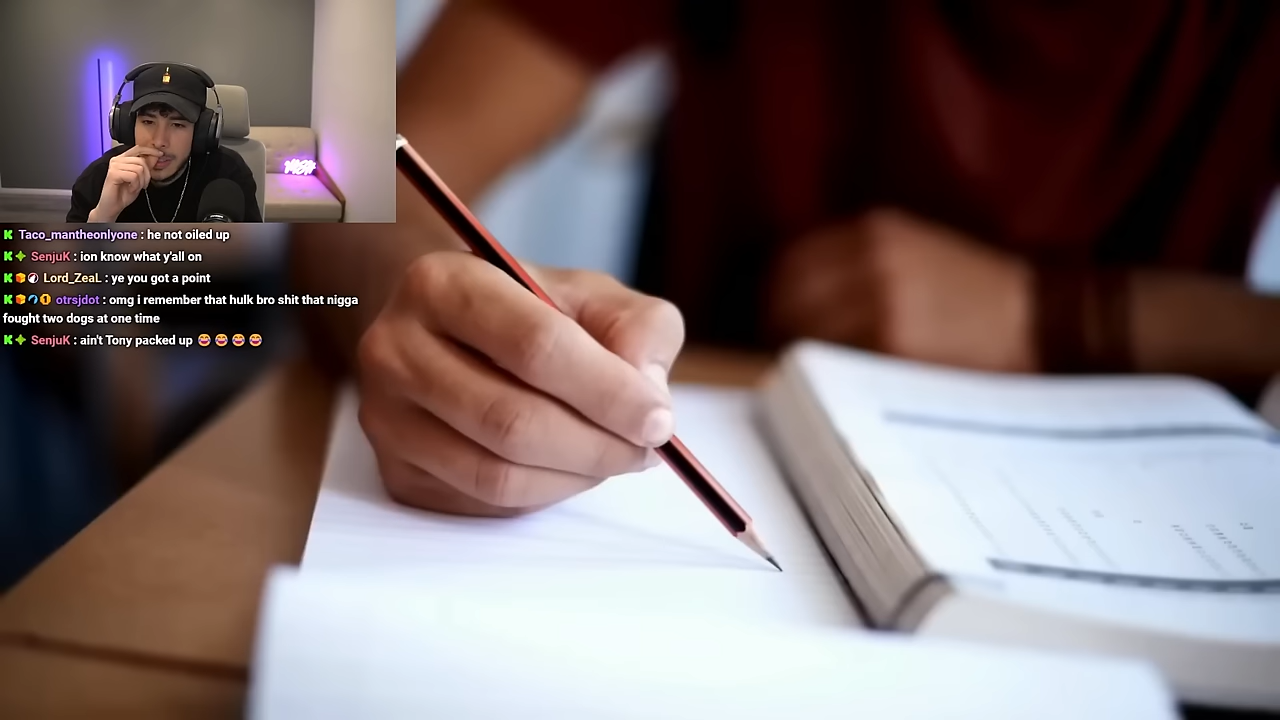 Taco_mantheonlyone : he not oiled up
SenjuK : ion know what y'all on
Lord_ZeaL : ye you got a point
otrsjdot : omg i remember that hulk bro shit that nigga
fought two dogs at one time
SenjuK : ain't Tony packed up 😂😂😂😂